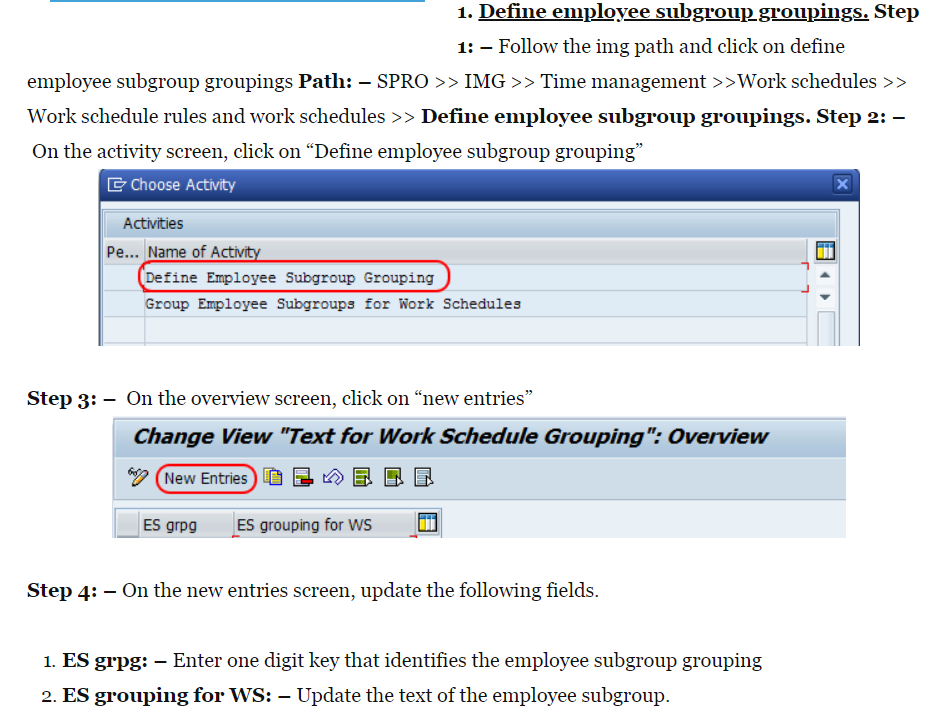 1. Define employee subgroup groupings. Step
1: – Follow the img path and click on define
employee subgroup groupings Path: – SPRO >> IMG >> Time management >>Work schedules >>
Work schedule rules and work schedules >> Define employee subgroup groupings. Step 2: –
On the activity screen, click on “Define employee subgroup grouping”
Choose Activity
Activities
Pe... Name of Activity
Define Employee Subgroup Grouping
Group Employee Subgroups for Work Schedules
Step 3: – On the overview screen, click on “new entries”
Change View "Text for Work Schedule Grouping": Overview
New Entries
ES grpg ES grouping for WS
Step 4: – On the new entries screen, update the following fields.
1. ES grpg: – Enter one digit key that identifies the employee subgroup grouping
2. ES grouping for WS: – Update the text of the employee subgroup.